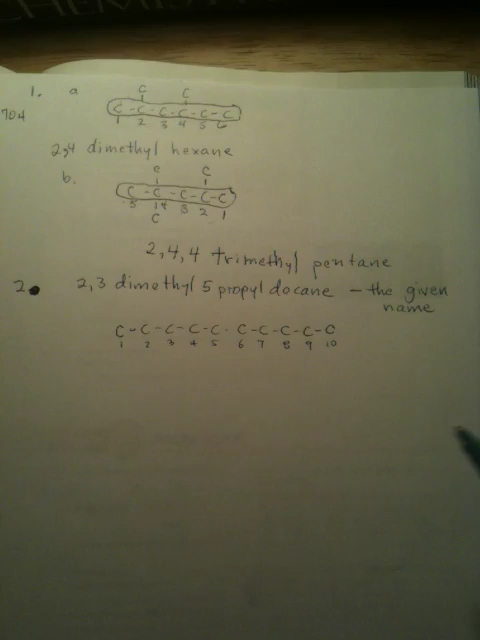 CHEMIS
1. a
C C
C-C-C-C-C-C
1 2 3 4 5 6
704
2,4 dimethyl hexane
b.
C C
C-C-C-C-C
5 4 3 2 1
C
2,4,4 trimethyl pentane
2. 2,3 dimethyl 5 propyl docane - the given
name
C-C-C-C-C-C-C-C-C-C
1 2 3 4 5 6 7 8 9 10